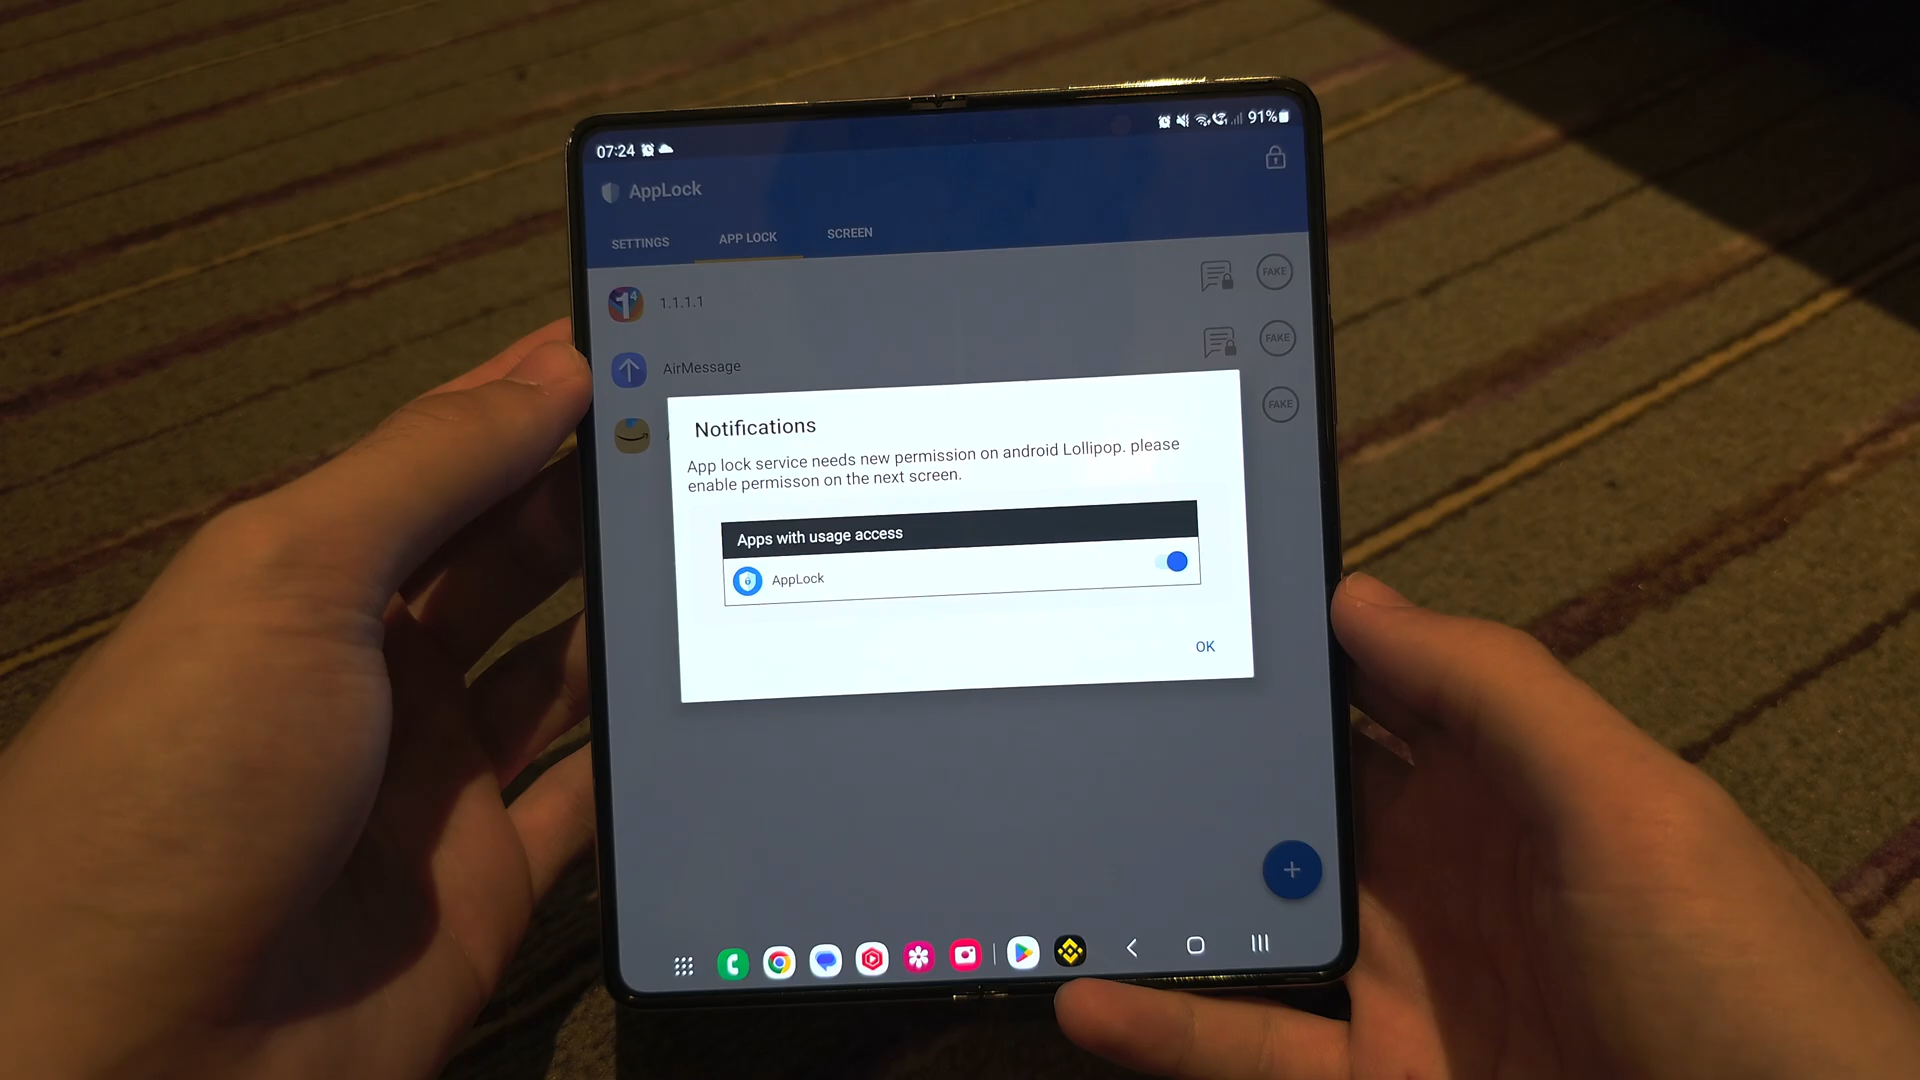 07:24
91%
AppLock
SETTINGS
APP LOCK
SCREEN
1.1.1.1
FAKE
AirMessage
FAKE
FAKE
Notifications
App lock service needs new permission on android Lollipop. please
enable permisson on the next screen.
Apps with usage access
AppLock
OK